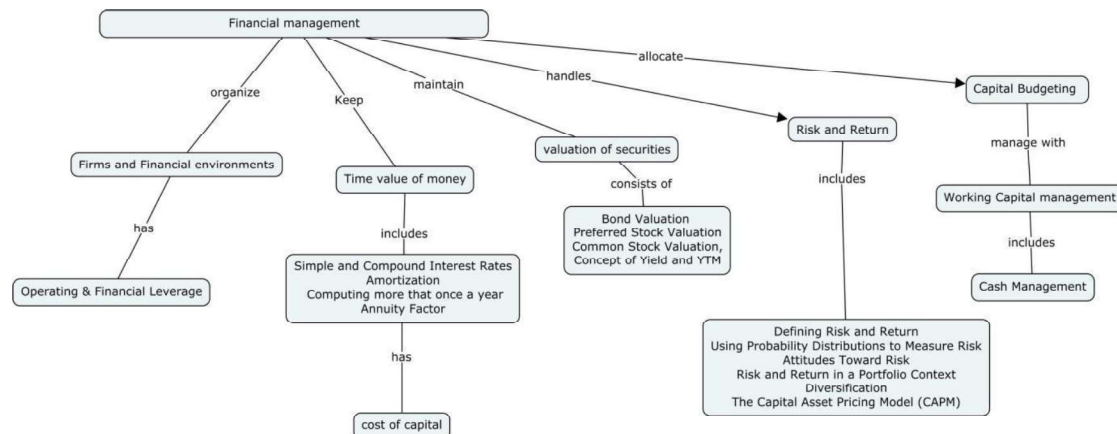 Financial management
allocate
handles
maintain
Keep
organize
Capital Budgeting
Risk and Return
manage with
valuation of securities
Firms and Financial environments
Time value of money
includes
consists of
Working Capital management
has
includes
Bond Valuation
Preferred Stock Valuation
Common Stock Valuation,
Concept of Yield and YTM
includes
Simple and Compound Interest Rates
Amortization
Computing more that once a year
Annuity Factor
Operating & Financial Leverage
Cash Management
has
Defining Risk and Return
Using Probability Distributions to Measure Risk
Attitudes Toward Risk
Risk and Return in a Portfolio Context
Diversification
The Capital Asset Pricing Model (CAPM)
cost of capital